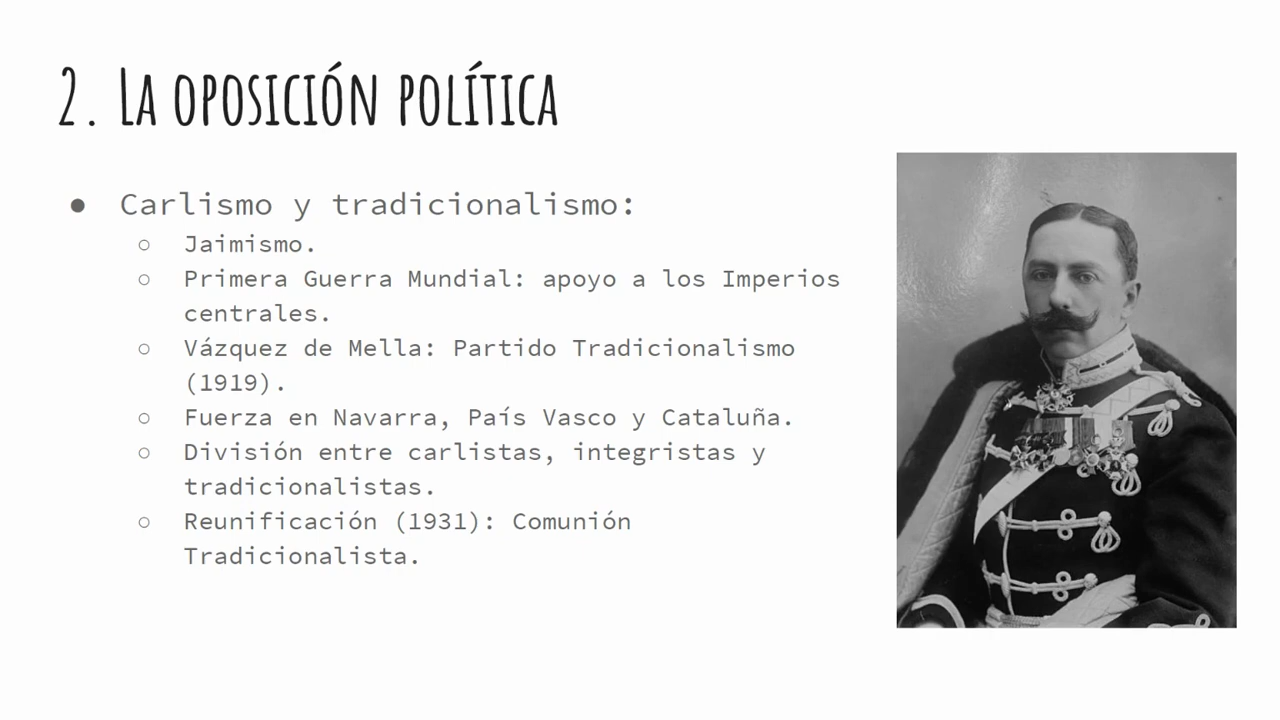 2. La oposición política
● Carlismo y tradicionalismo:
○ Jaimismo.
○ Primera Guerra Mundial: apoyo a los Imperios
centrales.
○ Vázquez de Mella: Partido Tradicionalismo
(1919).
○ Fuerza en Navarra, País Vasco y Cataluña.
○ División entre carlistas, integristas y
tradicionalistas.
○ Reunificación (1931): Comunión
Tradicionalista.